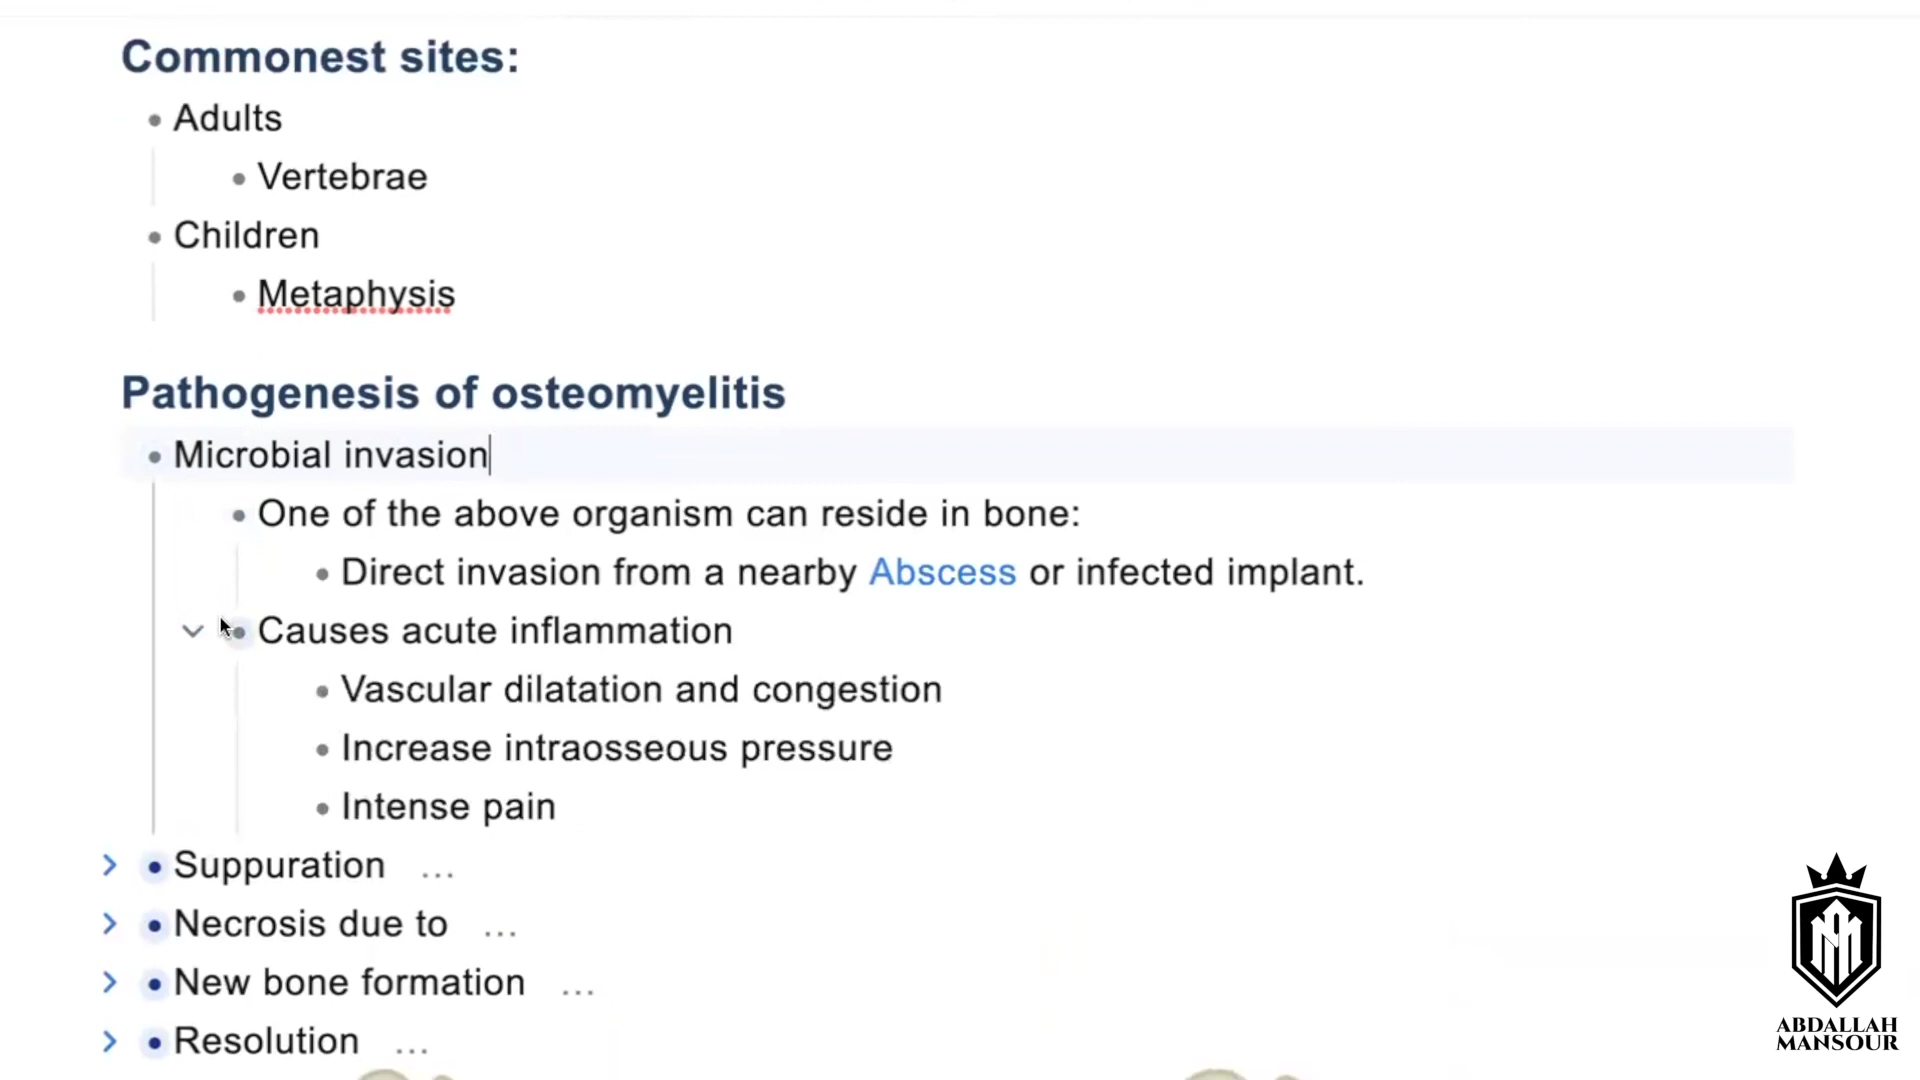 Commonest sites:
Adults
Vertebrae
Children
Metaphysis
Pathogenesis of osteomyelitis
Microbial invasion
One of the above organism can reside in bone:
Direct invasion from a nearby Abscess or infected implant.
Causes acute inflammation
Vascular dilatation and congestion
Increase intraosseous pressure
Intense pain
Suppuration ...
Necrosis due to ...
New bone formation ...
Resolution ...
ABDALLAH
MANSOUR